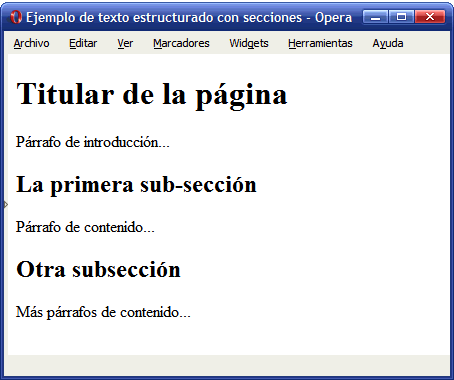 Ejemplo de texto estructurado con secciones - Opera
Archivo Editar Ver Marcadores Widgets Herramientas Ayuda
Titular de la página
Párrafo de introducción...
La primera sub-sección
Párrafo de contenido...
Otra subsección
Más párrafos de contenido...